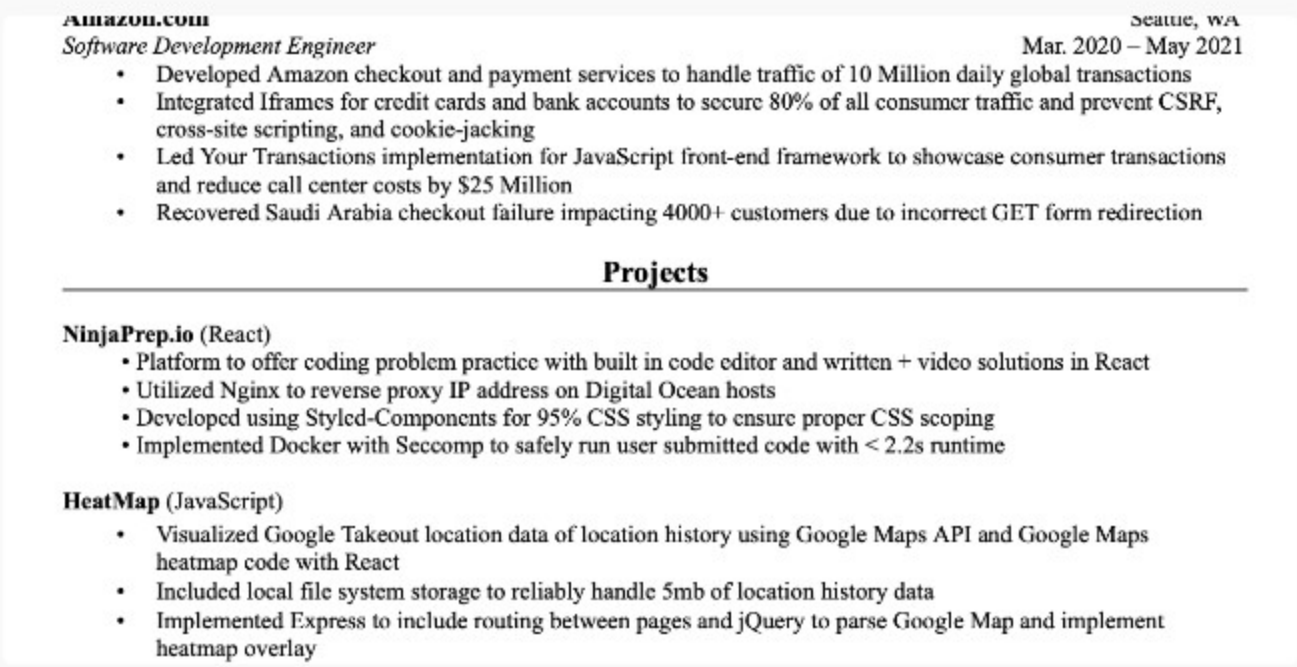 Amazon.com Seattle, WA
Software Development Engineer Mar. 2020 – May 2021
• Developed Amazon checkout and payment services to handle traffic of 10 Million daily global transactions
• Integrated Iframes for credit cards and bank accounts to secure 80% of all consumer traffic and prevent CSRF,
cross-site scripting, and cookie-jacking
• Led Your Transactions implementation for JavaScript front-end framework to showcase consumer transactions
and reduce call center costs by $25 Million
• Recovered Saudi Arabia checkout failure impacting 4000+ customers due to incorrect GET form redirection
Projects
NinjaPrep.io (React)
• Platform to offer coding problem practice with built in code editor and written + video solutions in React
• Utilized Nginx to reverse proxy IP address on Digital Ocean hosts
• Developed using Styled-Components for 95% CSS styling to ensure proper CSS scoping
• Implemented Docker with Seccomp to safely run user submitted code with < 2.2s runtime
HeatMap (JavaScript)
• Visualized Google Takeout location data of location history using Google Maps API and Google Maps
heatmap code with React
• Included local file system storage to reliably handle 5mb of location history data
• Implemented Express to include routing between pages and jQuery to parse Google Map and implement
heatmap overlay